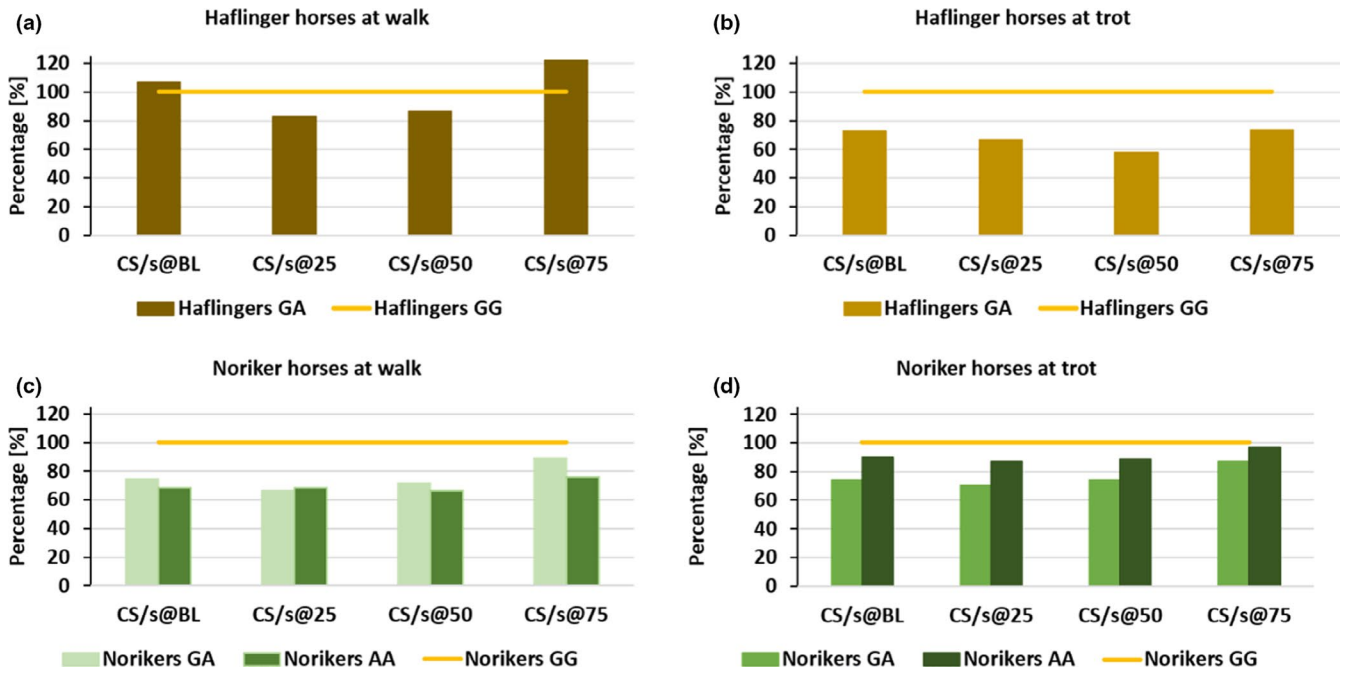 (a)
Haflinger horses at walk
Percentage [%]
120
100
80
60
40
20
0
CS/s@BL CS/s@25 CS/s@50 CS/s@75
Haflingers GA Haflingers GG
(b)
Haflinger horses at trot
Percentage [%]
120
100
80
60
40
20
0
CS/s@BL CS/s@25 CS/s@50 CS/s@75
Haflingers GA Haflingers GG
(c)
Noriker horses at walk
Percentage [%]
120
100
80
60
40
20
0
CS/s@BL CS/s@25 CS/s@50 CS/s@75
Norikers GA Norikers AA Norikers GG
(d)
Noriker horses at trot
Percentage [%]
120
100
80
60
40
20
0
CS/s@BL CS/s@25 CS/s@50 CS/s@75
Norikers GA Norikers AA Norikers GG